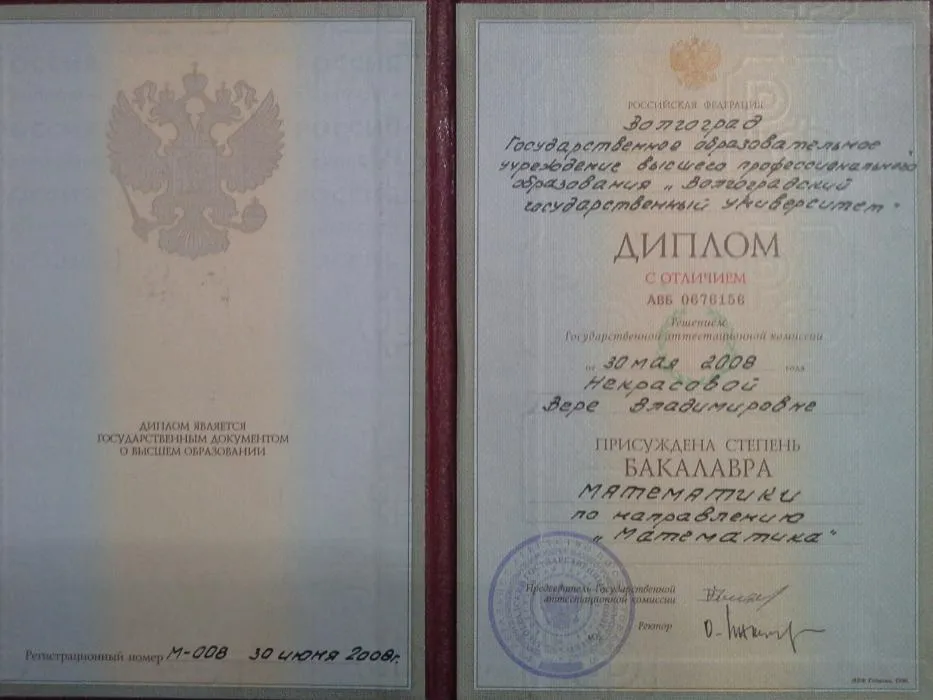 ДИПЛОМ ЯВЛЯЕТСЯ
ГОСУДАРСТВЕННЫМ ДОКУМЕНТОМ
О ВЫСШЕМ ОБРАЗОВАНИИ
Регистрационный номер М-008 30 июня 2008г.
РОССИЙСКАЯ ФЕДЕРАЦИЯ
Волгоград
Государственное образовательное
учреждение высшего профессионального
образования „Волгоградский
государственный университет"
ДИПЛОМ
С ОТЛИЧИЕМ
АВБ 0676156
Решением
Государственной аттестационной комиссии
от 30 мая 2008 года
Некрасовой
Вере Владимировне
ПРИСУЖДЕНА СТЕПЕНЬ
БАКАЛАВРА
МАТЕМАТИКИ
по направлению
„Математика"
Председатель Государственной
аттестационной комиссии
Ректор